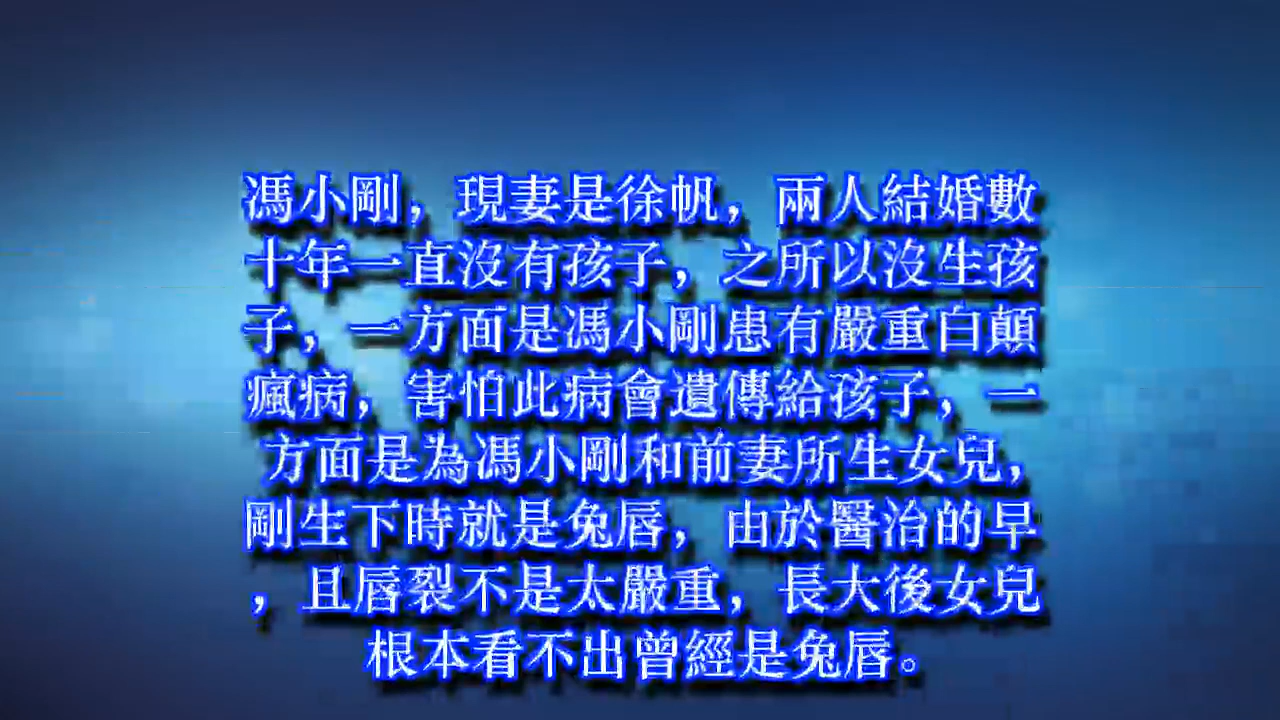 馮小剛，現妻是徐帆，兩人結婚數
十年一直沒有孩子，之所以沒生孩
子，一方面是馮小剛患有嚴重白顛
瘋病，害怕此病會遺傳給孩子，一
方面是為馮小剛和前妻所生女兒，
剛生下時就是兔唇，由於醫治的早
，且唇裂不是太嚴重，長大後女兒
根本看不出曾經是兔唇。